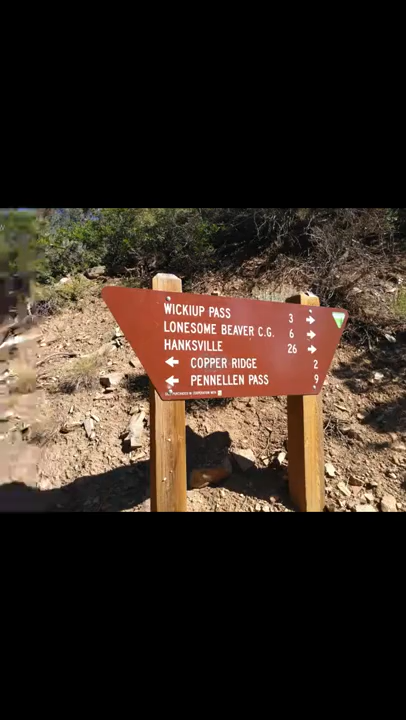 WICKIUP PASS 3 →
LONESOME BEAVER C.G. 6 →
HANKSVILLE 26 →
← COPPER RIDGE 2
← PENNELLEN PASS 9